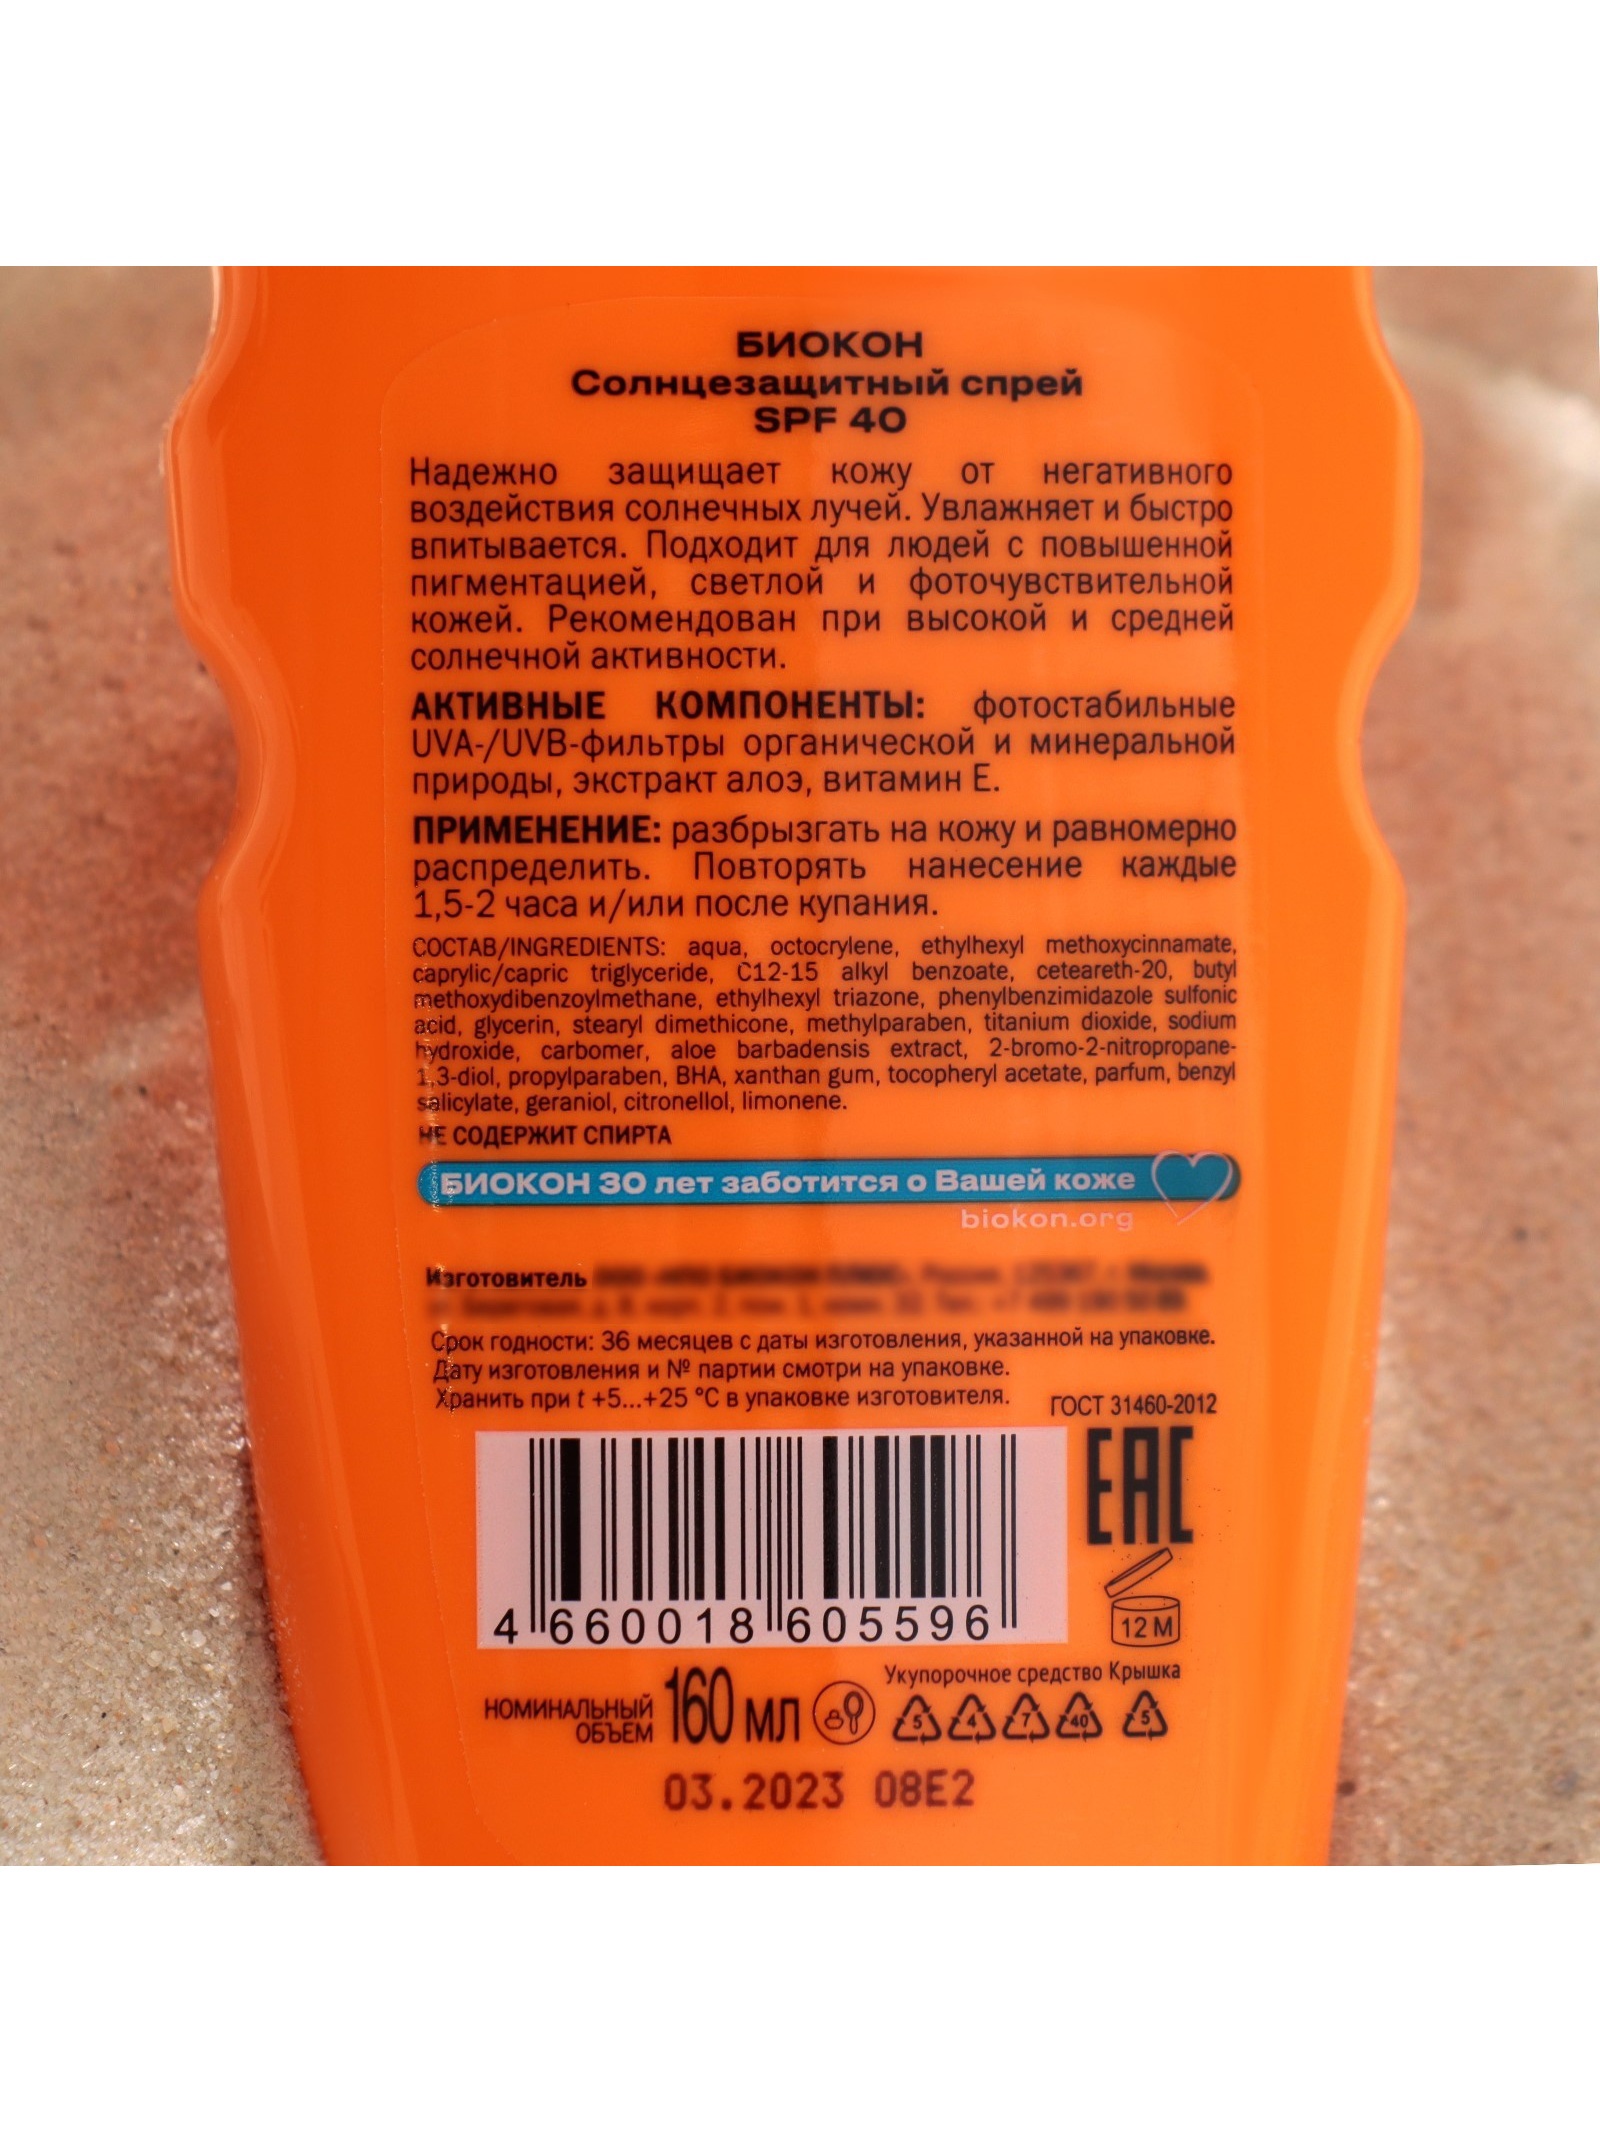 БИОКОН
Солнцезащитный спрей
SPF 40
Надежно защищает кожу от негативного
воздействия солнечных лучей. Увлажняет и быстро
впитывается. Подходит для людей с повышенной
пигментацией, светлой и фоточувствительной
кожей. Рекомендован при высокой и средней
солнечной активности.
АКТИВНЫЕ КОМПОНЕНТЫ: фотостабильные
UVA-/UVB-фильтры органической и минеральной
природы, экстракт алоэ, витамин Е.
ПРИМЕНЕНИЕ: разбрызгать на кожу и равномерно
распределить. Повторять нанесение каждые
1,5-2 часа и/или после купания.
СОСТАВ/INGREDIENTS: aqua, octocrylene, ethylhexyl methoxycinnamate,
caprylic/capric triglyceride, C12-15 alkyl benzoate, ceteareth-20, butyl
methoxydibenzoylmethane, ethylhexyl triazone, phenylbenzimidazole sulfonic
acid, glycerin, stearyl dimethicone, methylparaben, titanium dioxide, sodium
hydroxide, carbomer, aloe barbadensis extract, 2-bromo-2-nitropropane-
1,3-diol, propylparaben, BHA, xanthan gum, tocopheryl acetate, parfum, benzyl
salicylate, geraniol, citronellol, limonene.
НЕ СОДЕРЖИТ СПИРТА
БИОКОН 30 лет заботится о Вашей коже
biokon.org
Изготовитель
Срок годности: 36 месяцев с даты изготовления, указанной на упаковке.
Дату изготовления и № партии смотри на упаковке.
Хранить при t +5...+25 °C в упаковке изготовителя.
ГОСТ 31460-2012
EAC
4 660018 605596
12 M
Укупорочное средство Крышка
НОМИНАЛЬНЫЙ ОБЪЕМ 160 мл
5 4 7 40 5
03.2023 08E2